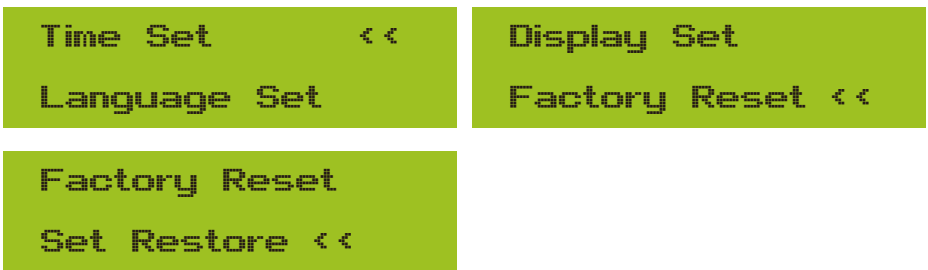 Time Set <<
Language Set
Display Set
Factory Reset <<
Factory Reset
Set Restore <<